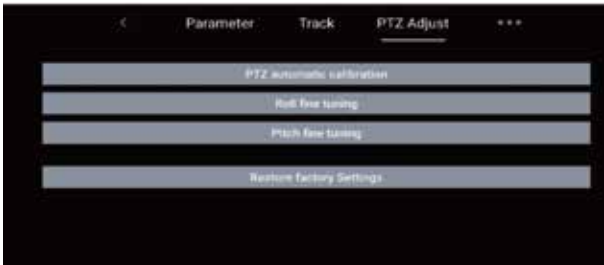 Parameter Track PTZ Adjust
PTZ automatic calibration
Roll fine tuning
Pitch fine tuning
Restore factory Settings